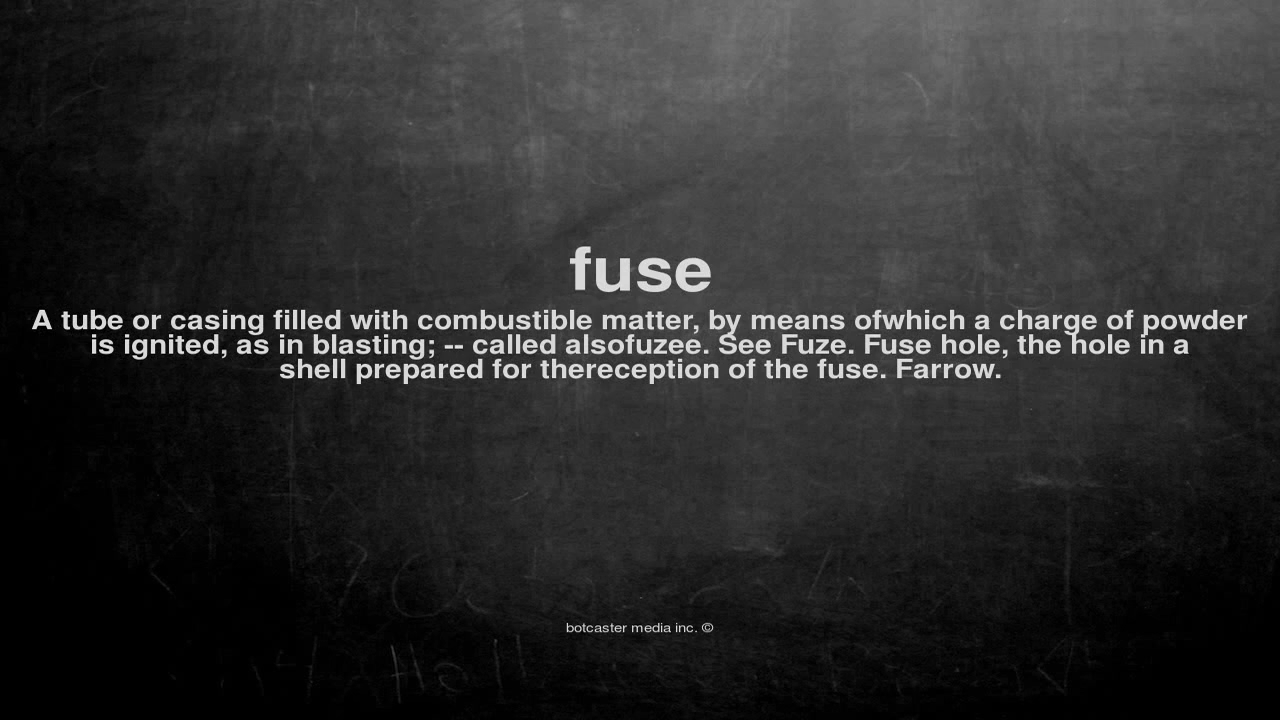 fuse
A tube or casing filled with combustible matter, by means ofwhich a charge of powder
is ignited, as in blasting; -- called alsofuzee. See Fuze. Fuse hole, the hole in a
shell prepared for thereception of the fuse. Farrow.
botcaster media inc. ©